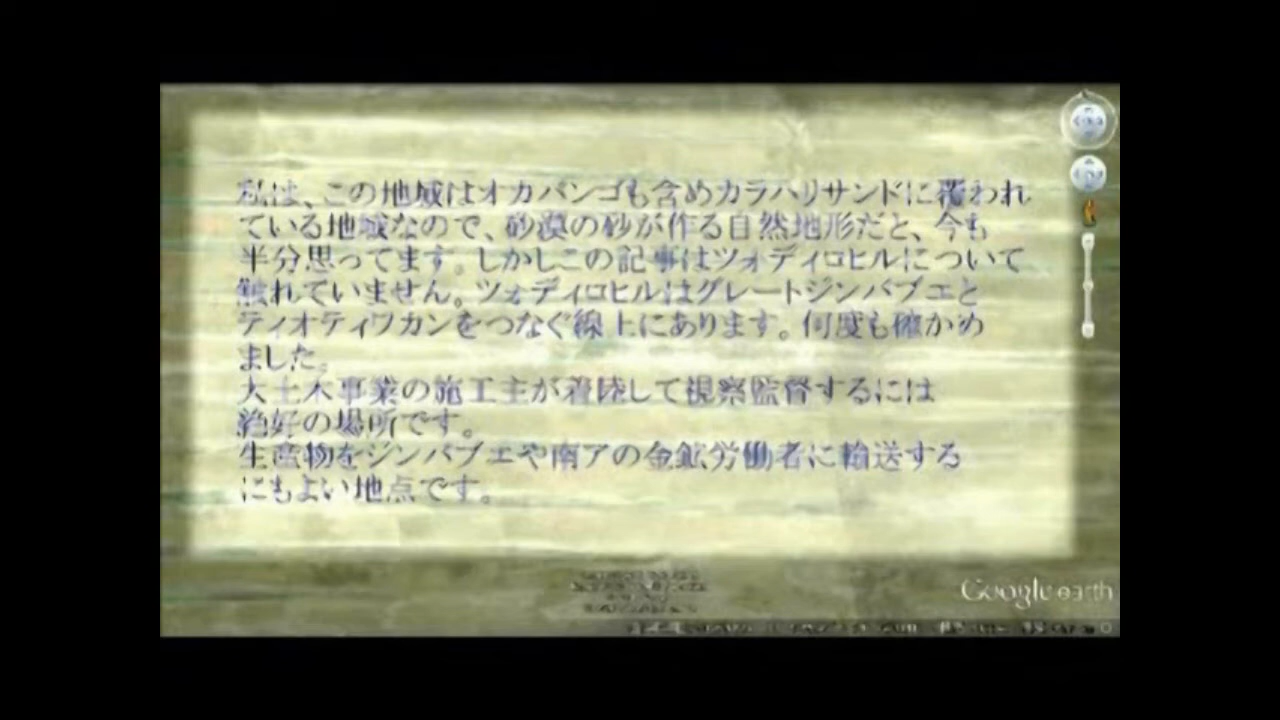 私は、この地域はオカバンゴも含めカラハリサンドに覆われ
ている地域なので、砂漠の砂が作る自然地形だと、今も
半分思ってます。しかしこの記事はツォディロヒルについて
触れていません。ツォディロヒルはグレートジンバブエと
ティオティワカンをつなぐ線上にあります。何度も確かめ
ました。
大土木事業の施工主が着陸して視察監督するには
絶好の場所です。
生産物をジンバブエや南アの金鉱労働者に輸送する
にもよい地点です。
Google earth